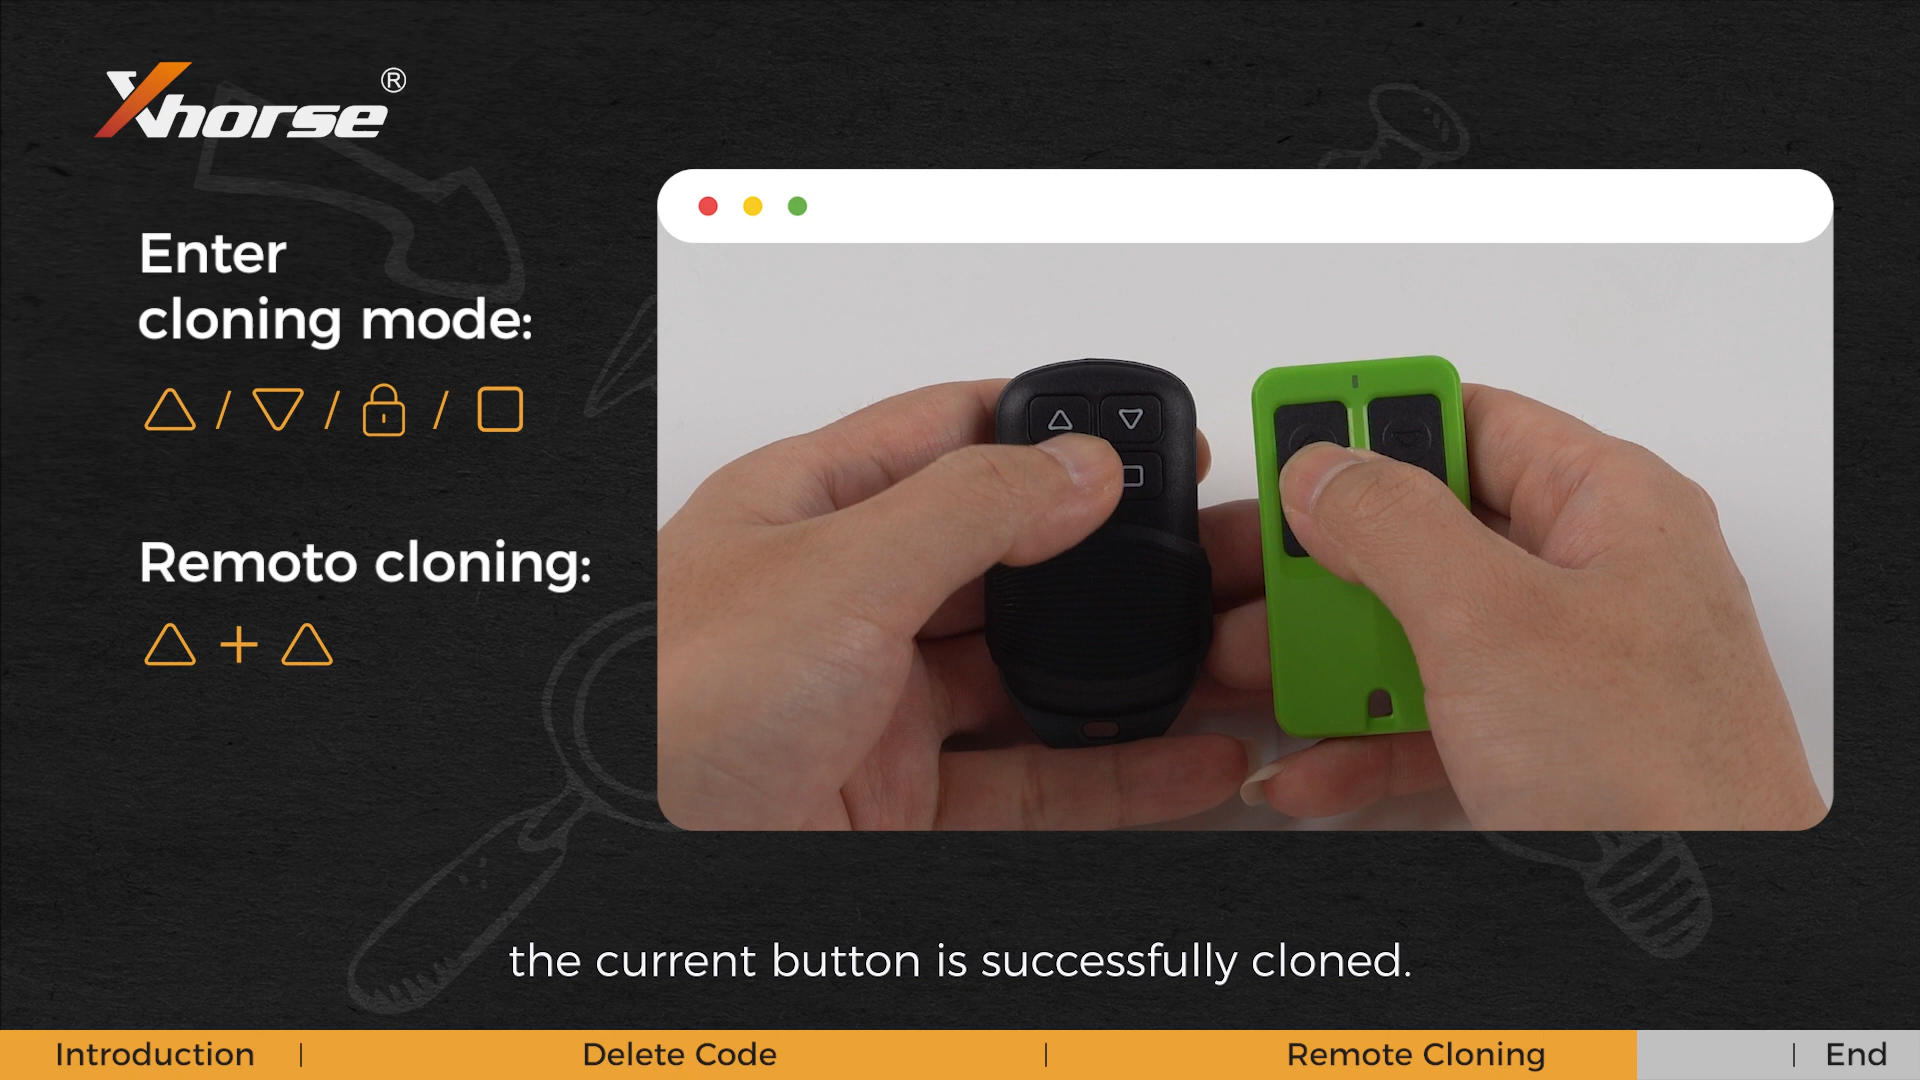 Xhorse®
Enter
cloning mode:
/ / /
Remoto cloning:
+
the current button is successfully cloned.
Introduction | Delete Code | Remote Cloning | End